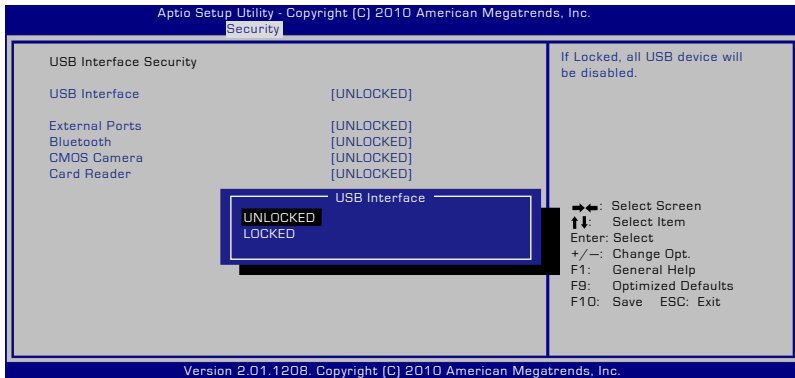 Aptio Setup Utility - Copyright (C) 2010 American Megatrends, Inc.
Security
USB Interface Security
USB Interface [UNLOCKED]
External Ports [UNLOCKED]
Bluetooth [UNLOCKED]
CMOS Camera [UNLOCKED]
Card Reader [UNLOCKED]
USB Interface
UNLOCKED
LOCKED
If Locked, all USB device will
be disabled.
→←: Select Screen
↑↓: Select Item
Enter: Select
+/—: Change Opt.
F1: General Help
F9: Optimized Defaults
F10: Save ESC: Exit
Version 2.01.1208. Copyright (C) 2010 American Megatrends, Inc.